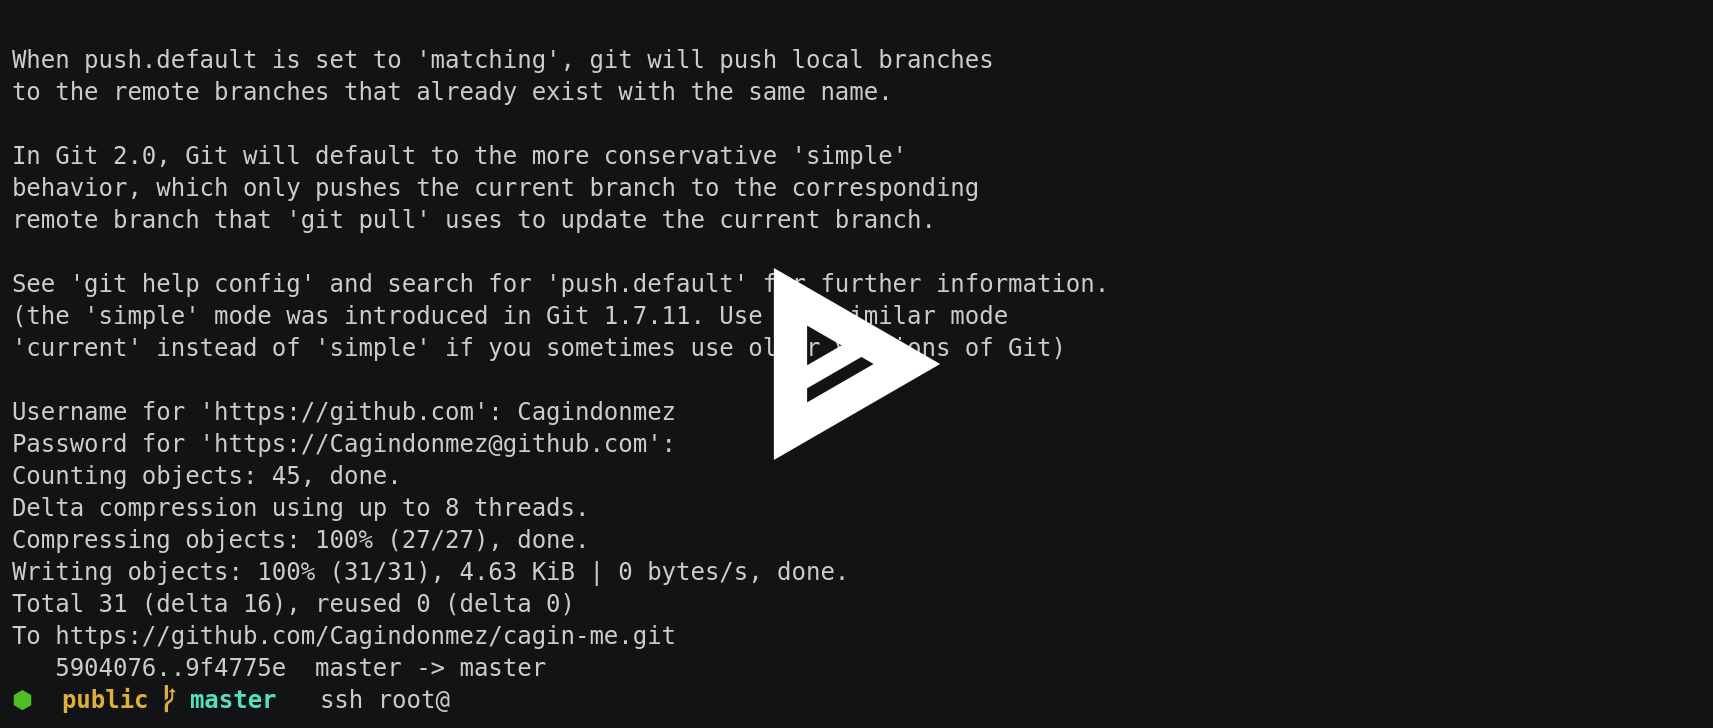 When push.default is set to 'matching', git will push local branches
to the remote branches that already exist with the same name.
In Git 2.0, Git will default to the more conservative 'simple'
behavior, which only pushes the current branch to the corresponding
remote branch that 'git pull' uses to update the current branch.
See 'git help config' and search for 'push.default' for further information.
(the 'simple' mode was introduced in Git 1.7.11. Use mode
'current' instead of 'simple' if you sometimes use of Git)
Username for 'https://github.com': Cagindonmez
Password for 'https://Cagindonmez@github.com':
Counting objects: 45, done.
Delta compression using up to 8 threads.
Compressing objects: 100% (27/27), done.
Writing objects: 100% (31/31), 4.63 KiB | 0 bytes/s, done.
Total 31 (delta 16), reused 0 (delta 0)
To https://github.com/Cagindonmez/cagin-me.git
5904076..9f4775e master -> master
public master ssh root@